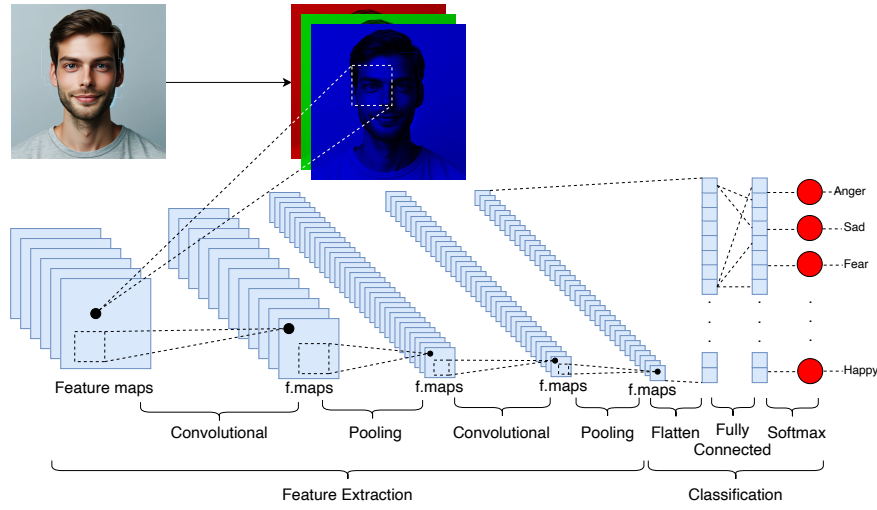 Anger
Sad
Fear
Happy
Feature maps
f.maps
f.maps
f.maps
f.maps
Convolutional
Pooling
Convolutional
Pooling
Flatten
Fully
Connected
Softmax
Feature Extraction
Classification